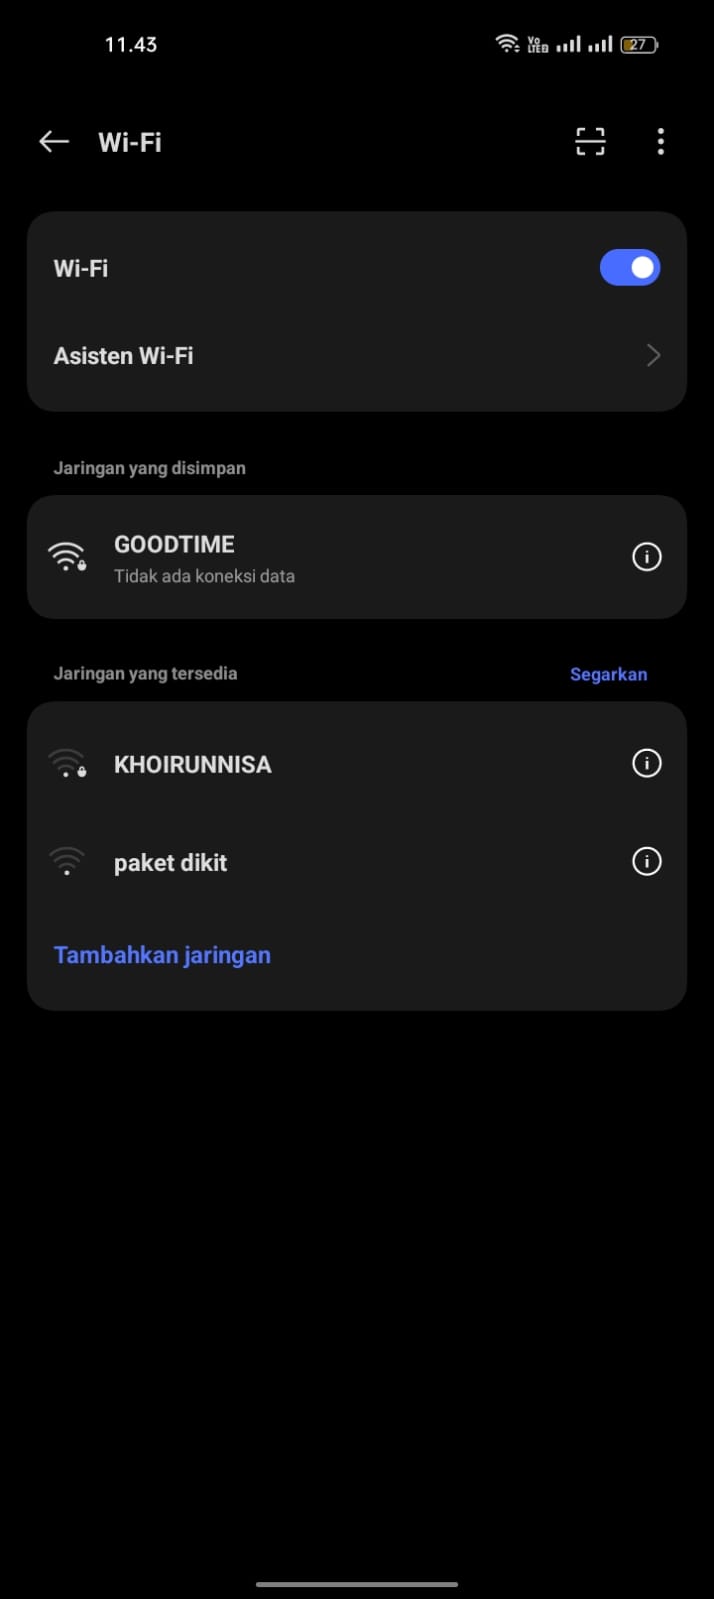 11.43
Vo LTE2 27
Wi-Fi
Wi-Fi
Asisten Wi-Fi
Jaringan yang disimpan
GOODTIME
Tidak ada koneksi data
Jaringan yang tersedia
Segarkan
KHOIRUNNISA
paket dikit
Tambahkan jaringan